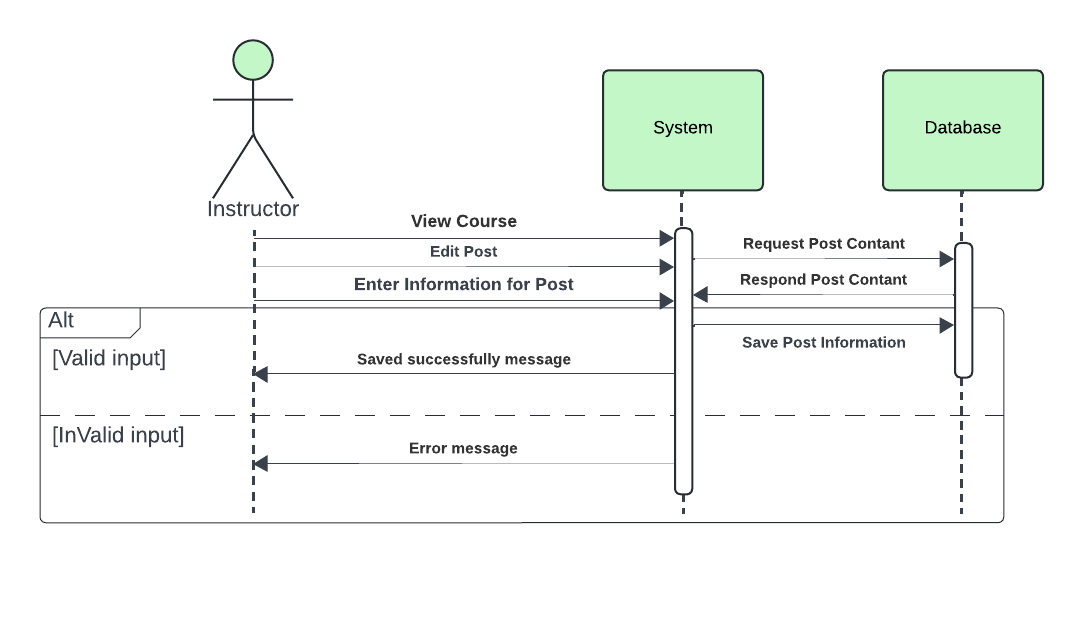 System
Database
Instructor
View Course
Request Post Contant
Edit Post
Respond Post Contant
Enter Information for Post
Alt
Save Post Information
[Valid input]
Saved successfully message
[InValid input]
Error message